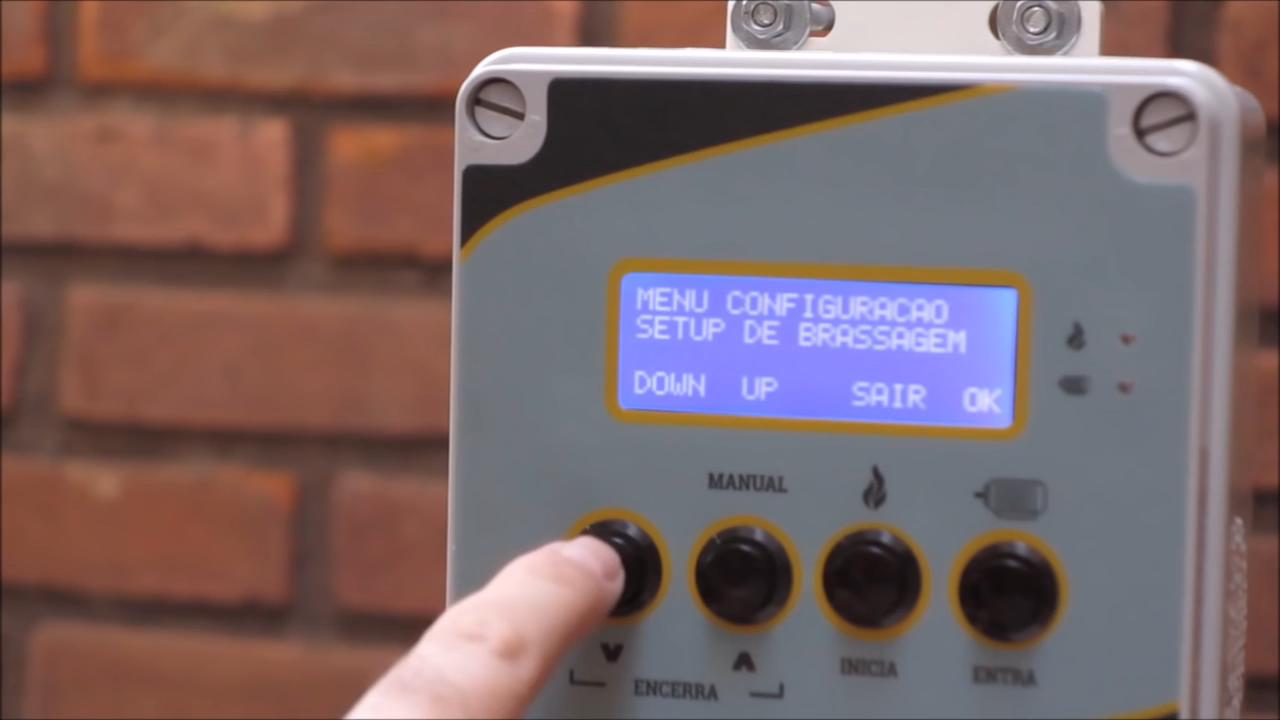 MENU CONFIGURACAO
SETUP DE BRASSAGEM
DOWN UP SAIR OK
MANUAL
INICIA
ENTRA
ENCERRA